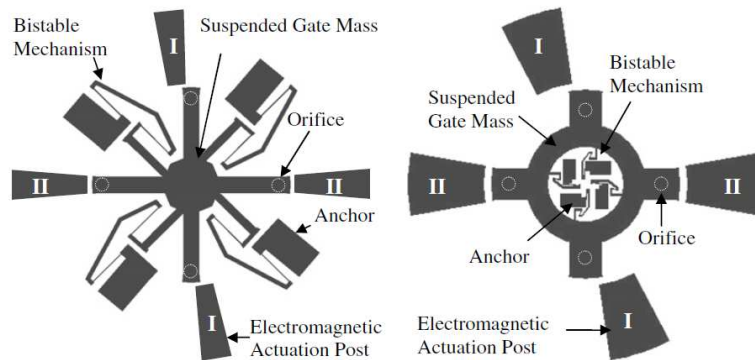 Bistable
Mechanism
I
Suspended Gate Mass
Orifice
II
II
Anchor
I
Electromagnetic
Actuation Post
I
Bistable
Mechanism
Suspended
Gate Mass
II
II
Anchor
Orifice
I
Electromagnetic
Actuation Post